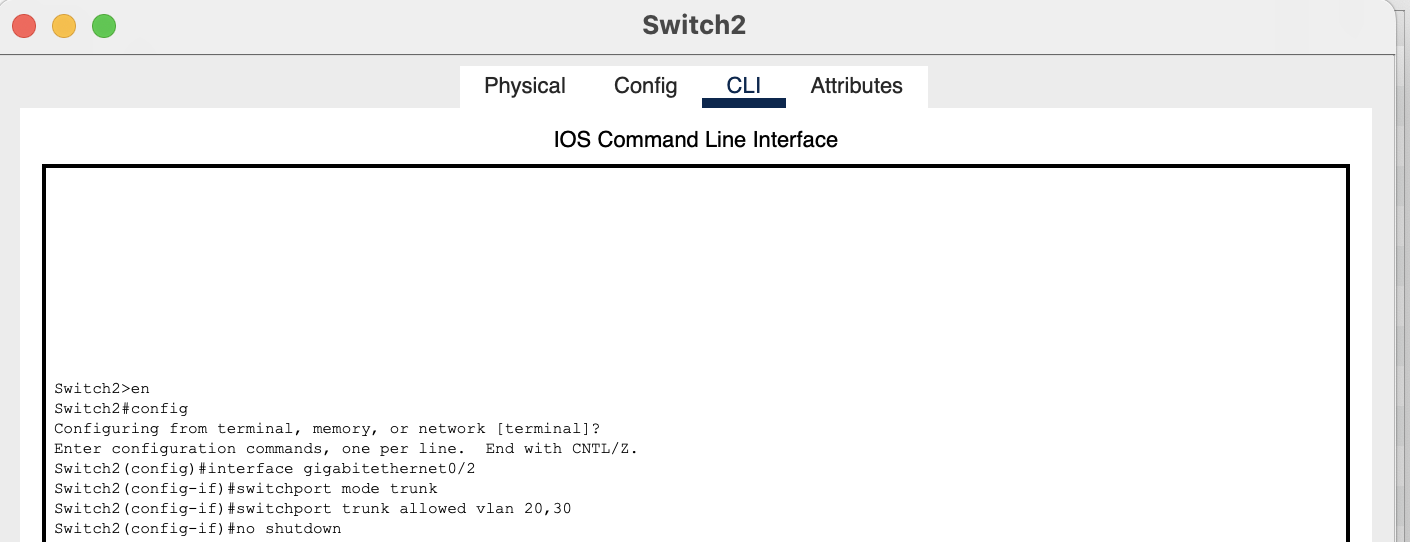 Switch2
Physical Config CLI Attributes
IOS Command Line Interface
Switch2>en
Switch2#config
Configuring from terminal, memory, or network [terminal]?
Enter configuration commands, one per line.  End with CNTL/Z.
Switch2(config)#interface gigabitethernet0/2
Switch2(config-if)#switchport mode trunk
Switch2(config-if)#switchport trunk allowed vlan 20,30
Switch2(config-if)#no shutdown